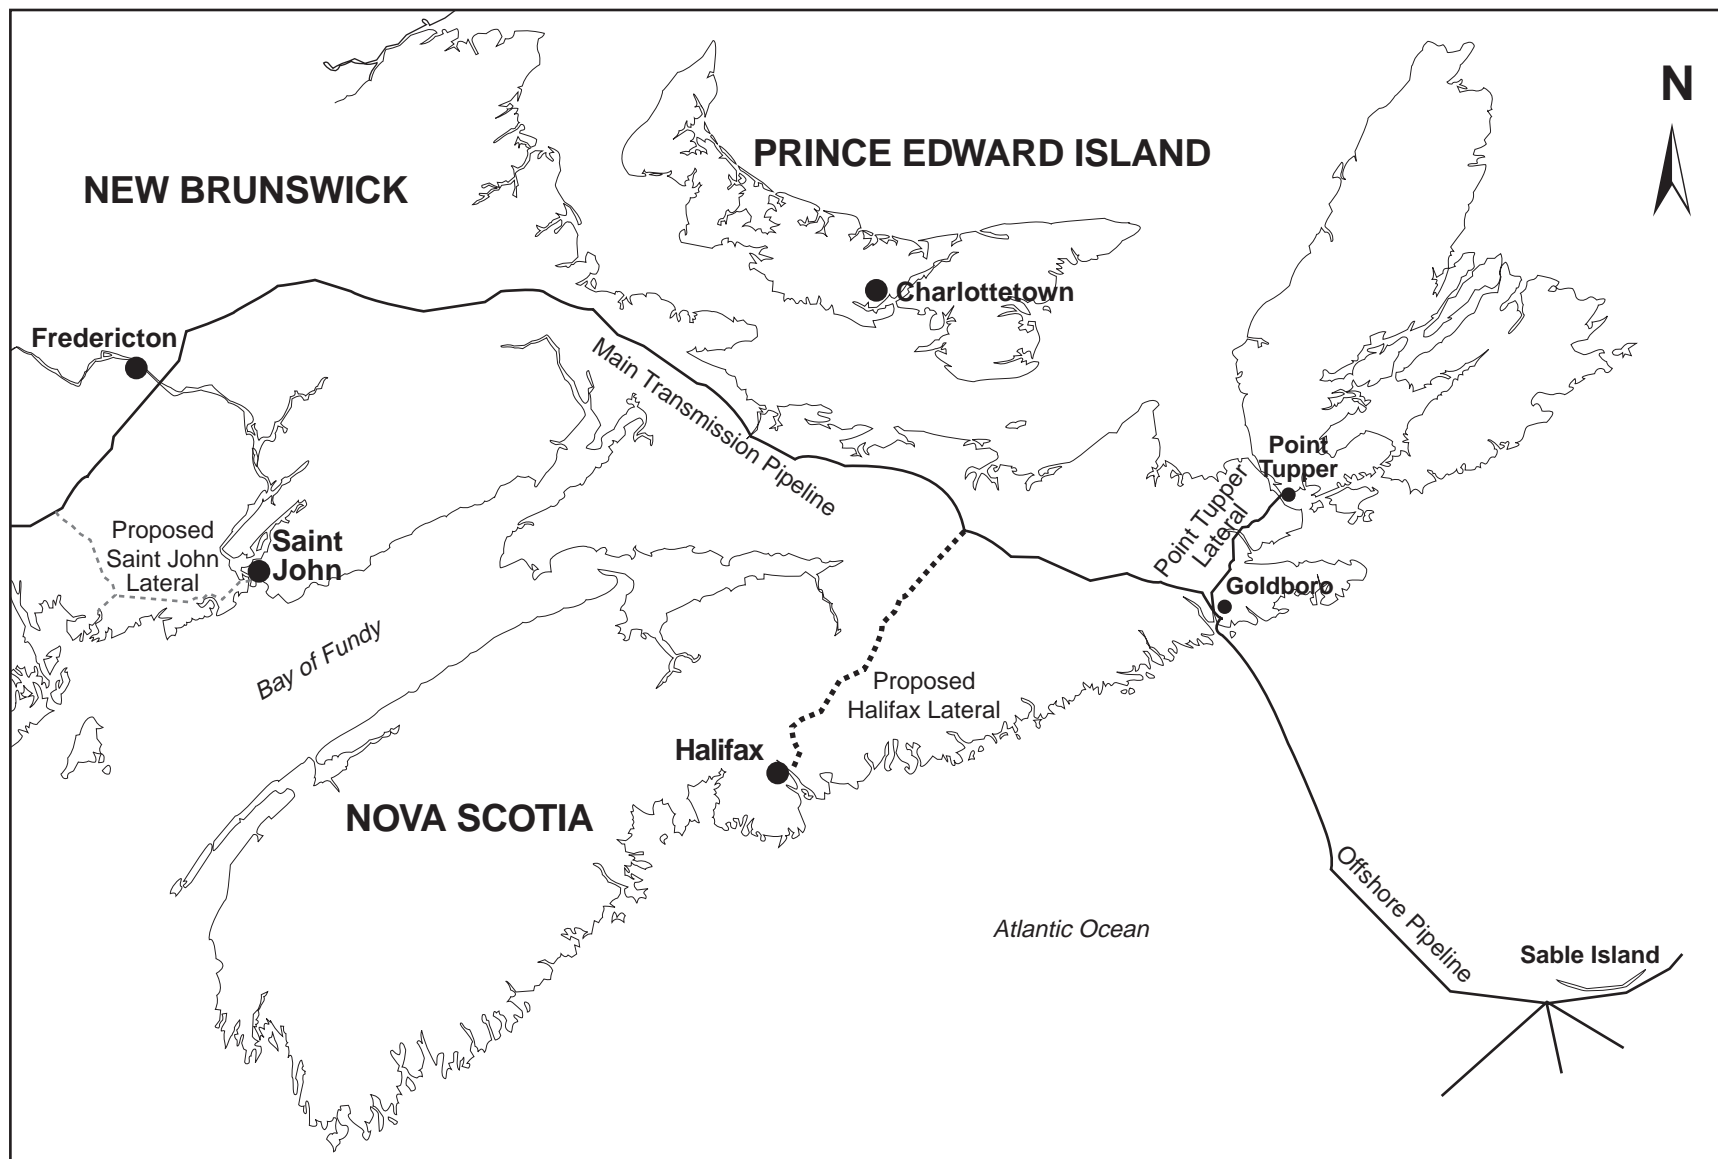 N
PRINCE EDWARD ISLAND
NEW BRUNSWICK
Charlottetown
Fredericton
Main Transmission Pipeline
Point
Tupper
Point Tupper
Lateral
Proposed
Saint John
Lateral
Saint
John
Goldboro
Bay of Fundy
Proposed
Halifax Lateral
Halifax
NOVA SCOTIA
Offshore Pipeline
Atlantic Ocean
Sable Island